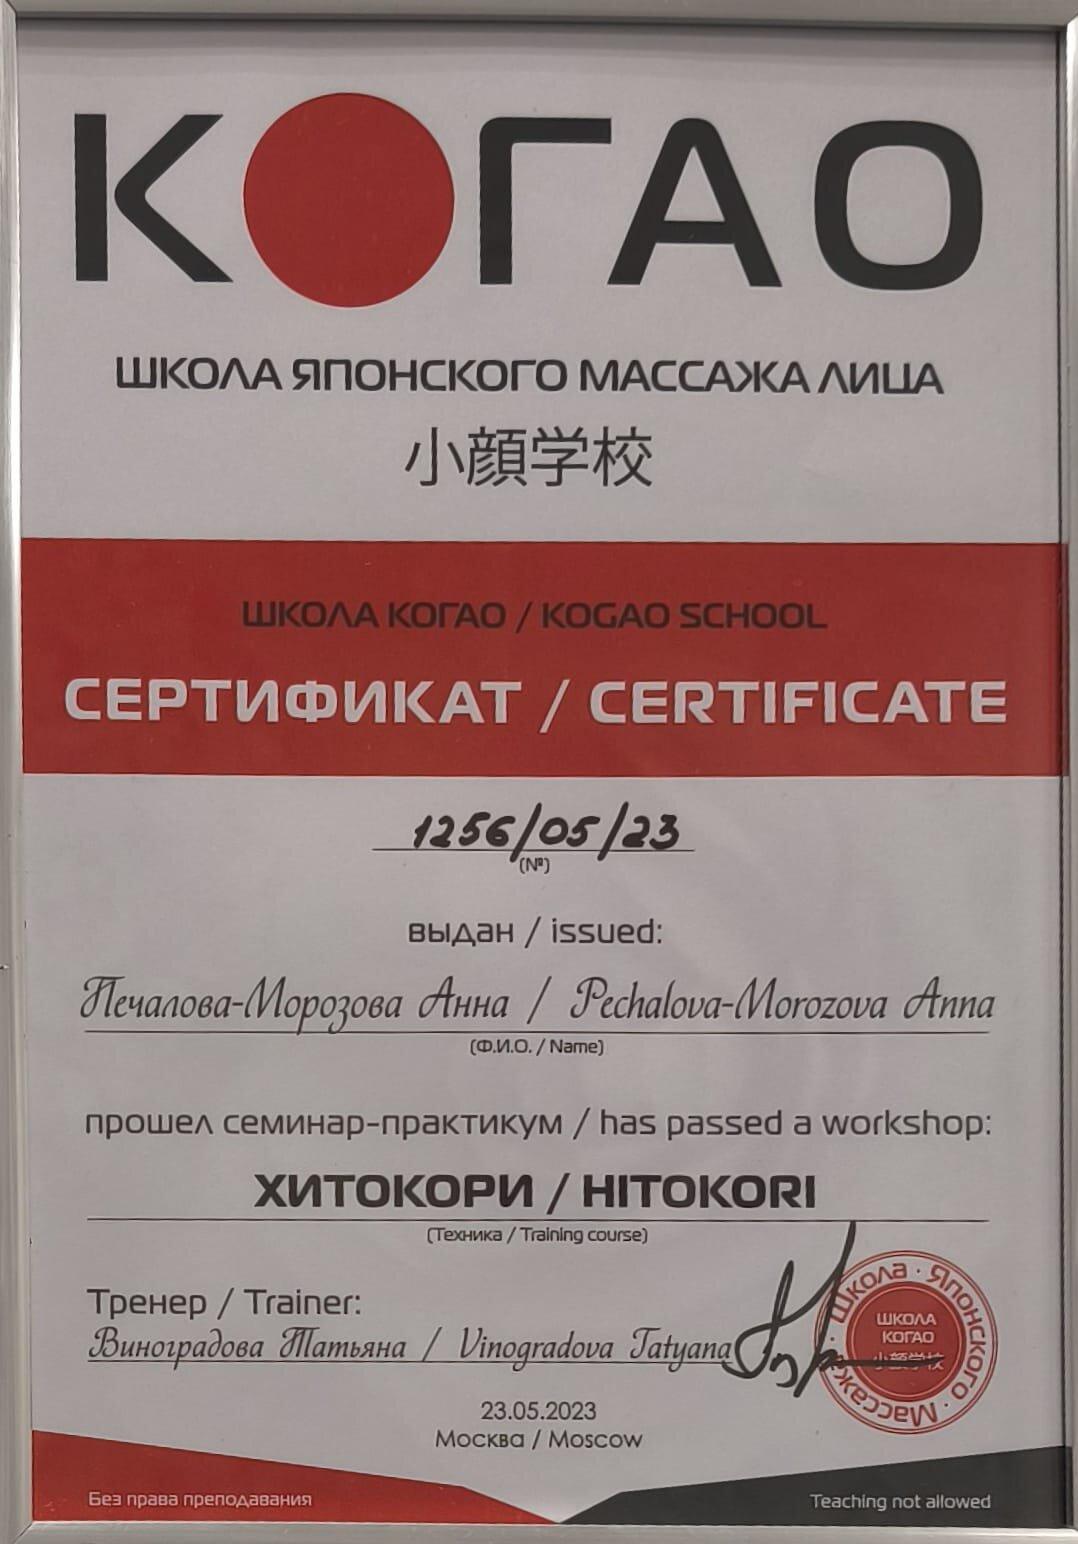 КОГАО
ШКОЛА ЯПОНСКОГО МАССАЖА ЛИЦА
小顔学校
ШКОЛА КОГАО / KOGAO SCHOOL
СЕРТИФИКАТ / CERTIFICATE
1256/05/23
(№)
выдан / issued:
Печалова-Морозова Анна / Pechalova-Morozova Anna
(Ф.И.О. / Name)
прошел семинар-практикум / has passed a workshop:
ХИТОКОРИ / HITOKORI
(Техника / Training course)
Тренер / Trainer:
Виноградова Татьяна / Vinogradova Tatyana
Школа · Японского · Массажа ·
ШКОЛА
КОГАО
小顔学校
23.05.2023
Москва / Moscow
Без права преподавания
Teaching not allowed